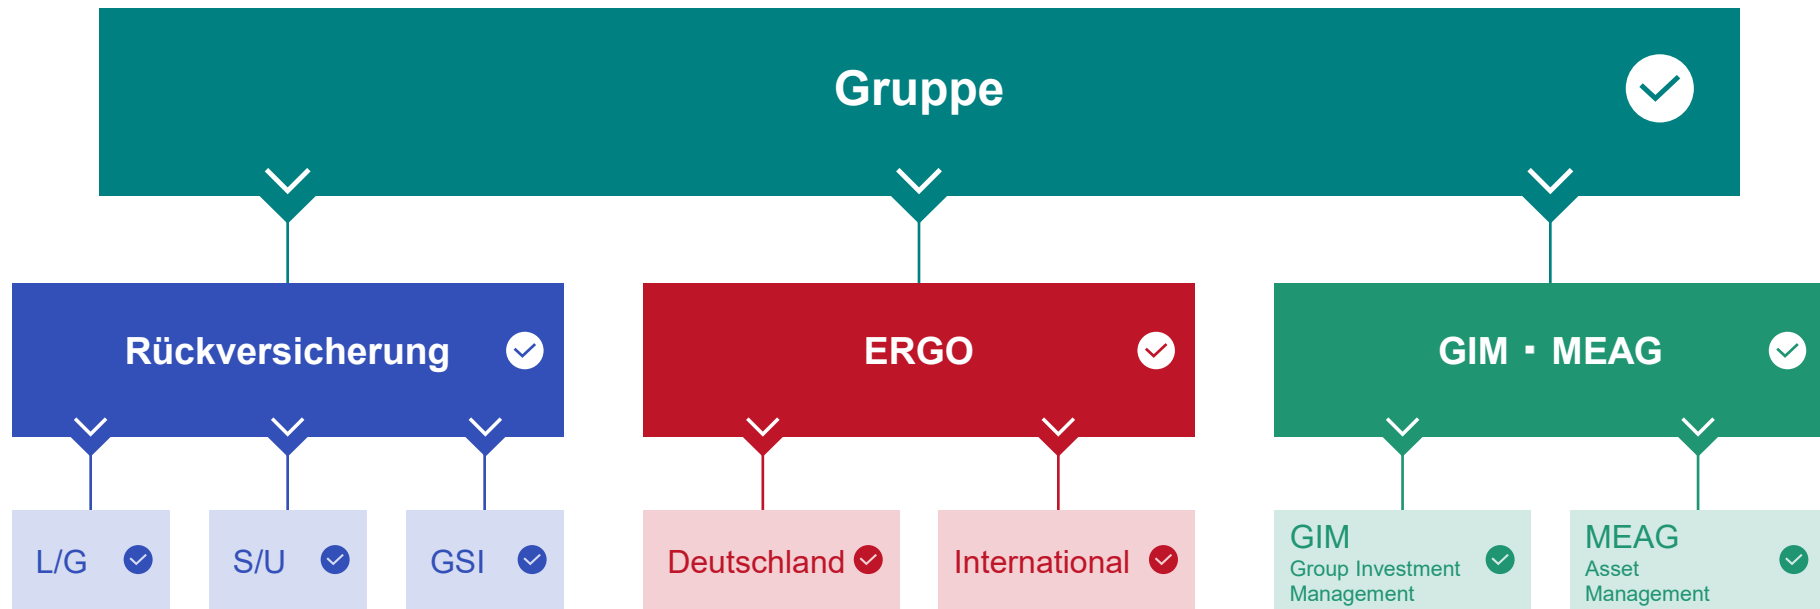 Gruppe
Rückversicherung
ERGO
GIM ▪ MEAG
L/G
S/U
GSI
Deutschland
International
GIM
Group Investment
Management
MEAG
Asset
Management